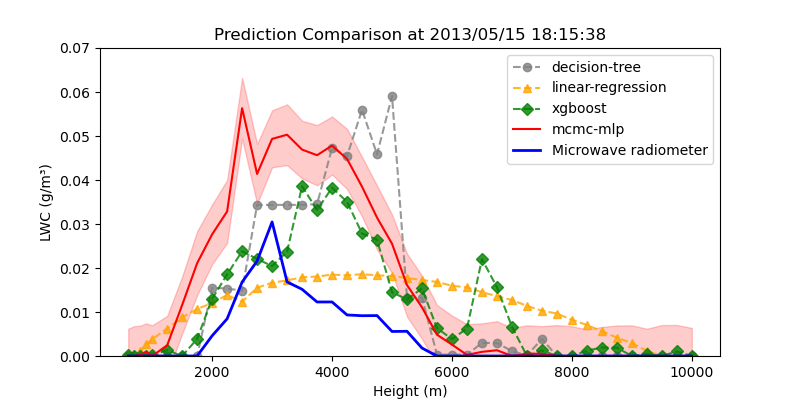 Prediction Comparison at 2013/05/15 18:15:38
0.07
0.06
0.05
0.04
0.03
0.02
0.01
0.00
LWC (g/m³)
decision-tree
linear-regression
xgboost
mcmc-mlp
Microwave radiometer
2000 4000 6000 8000 10000
Height (m)